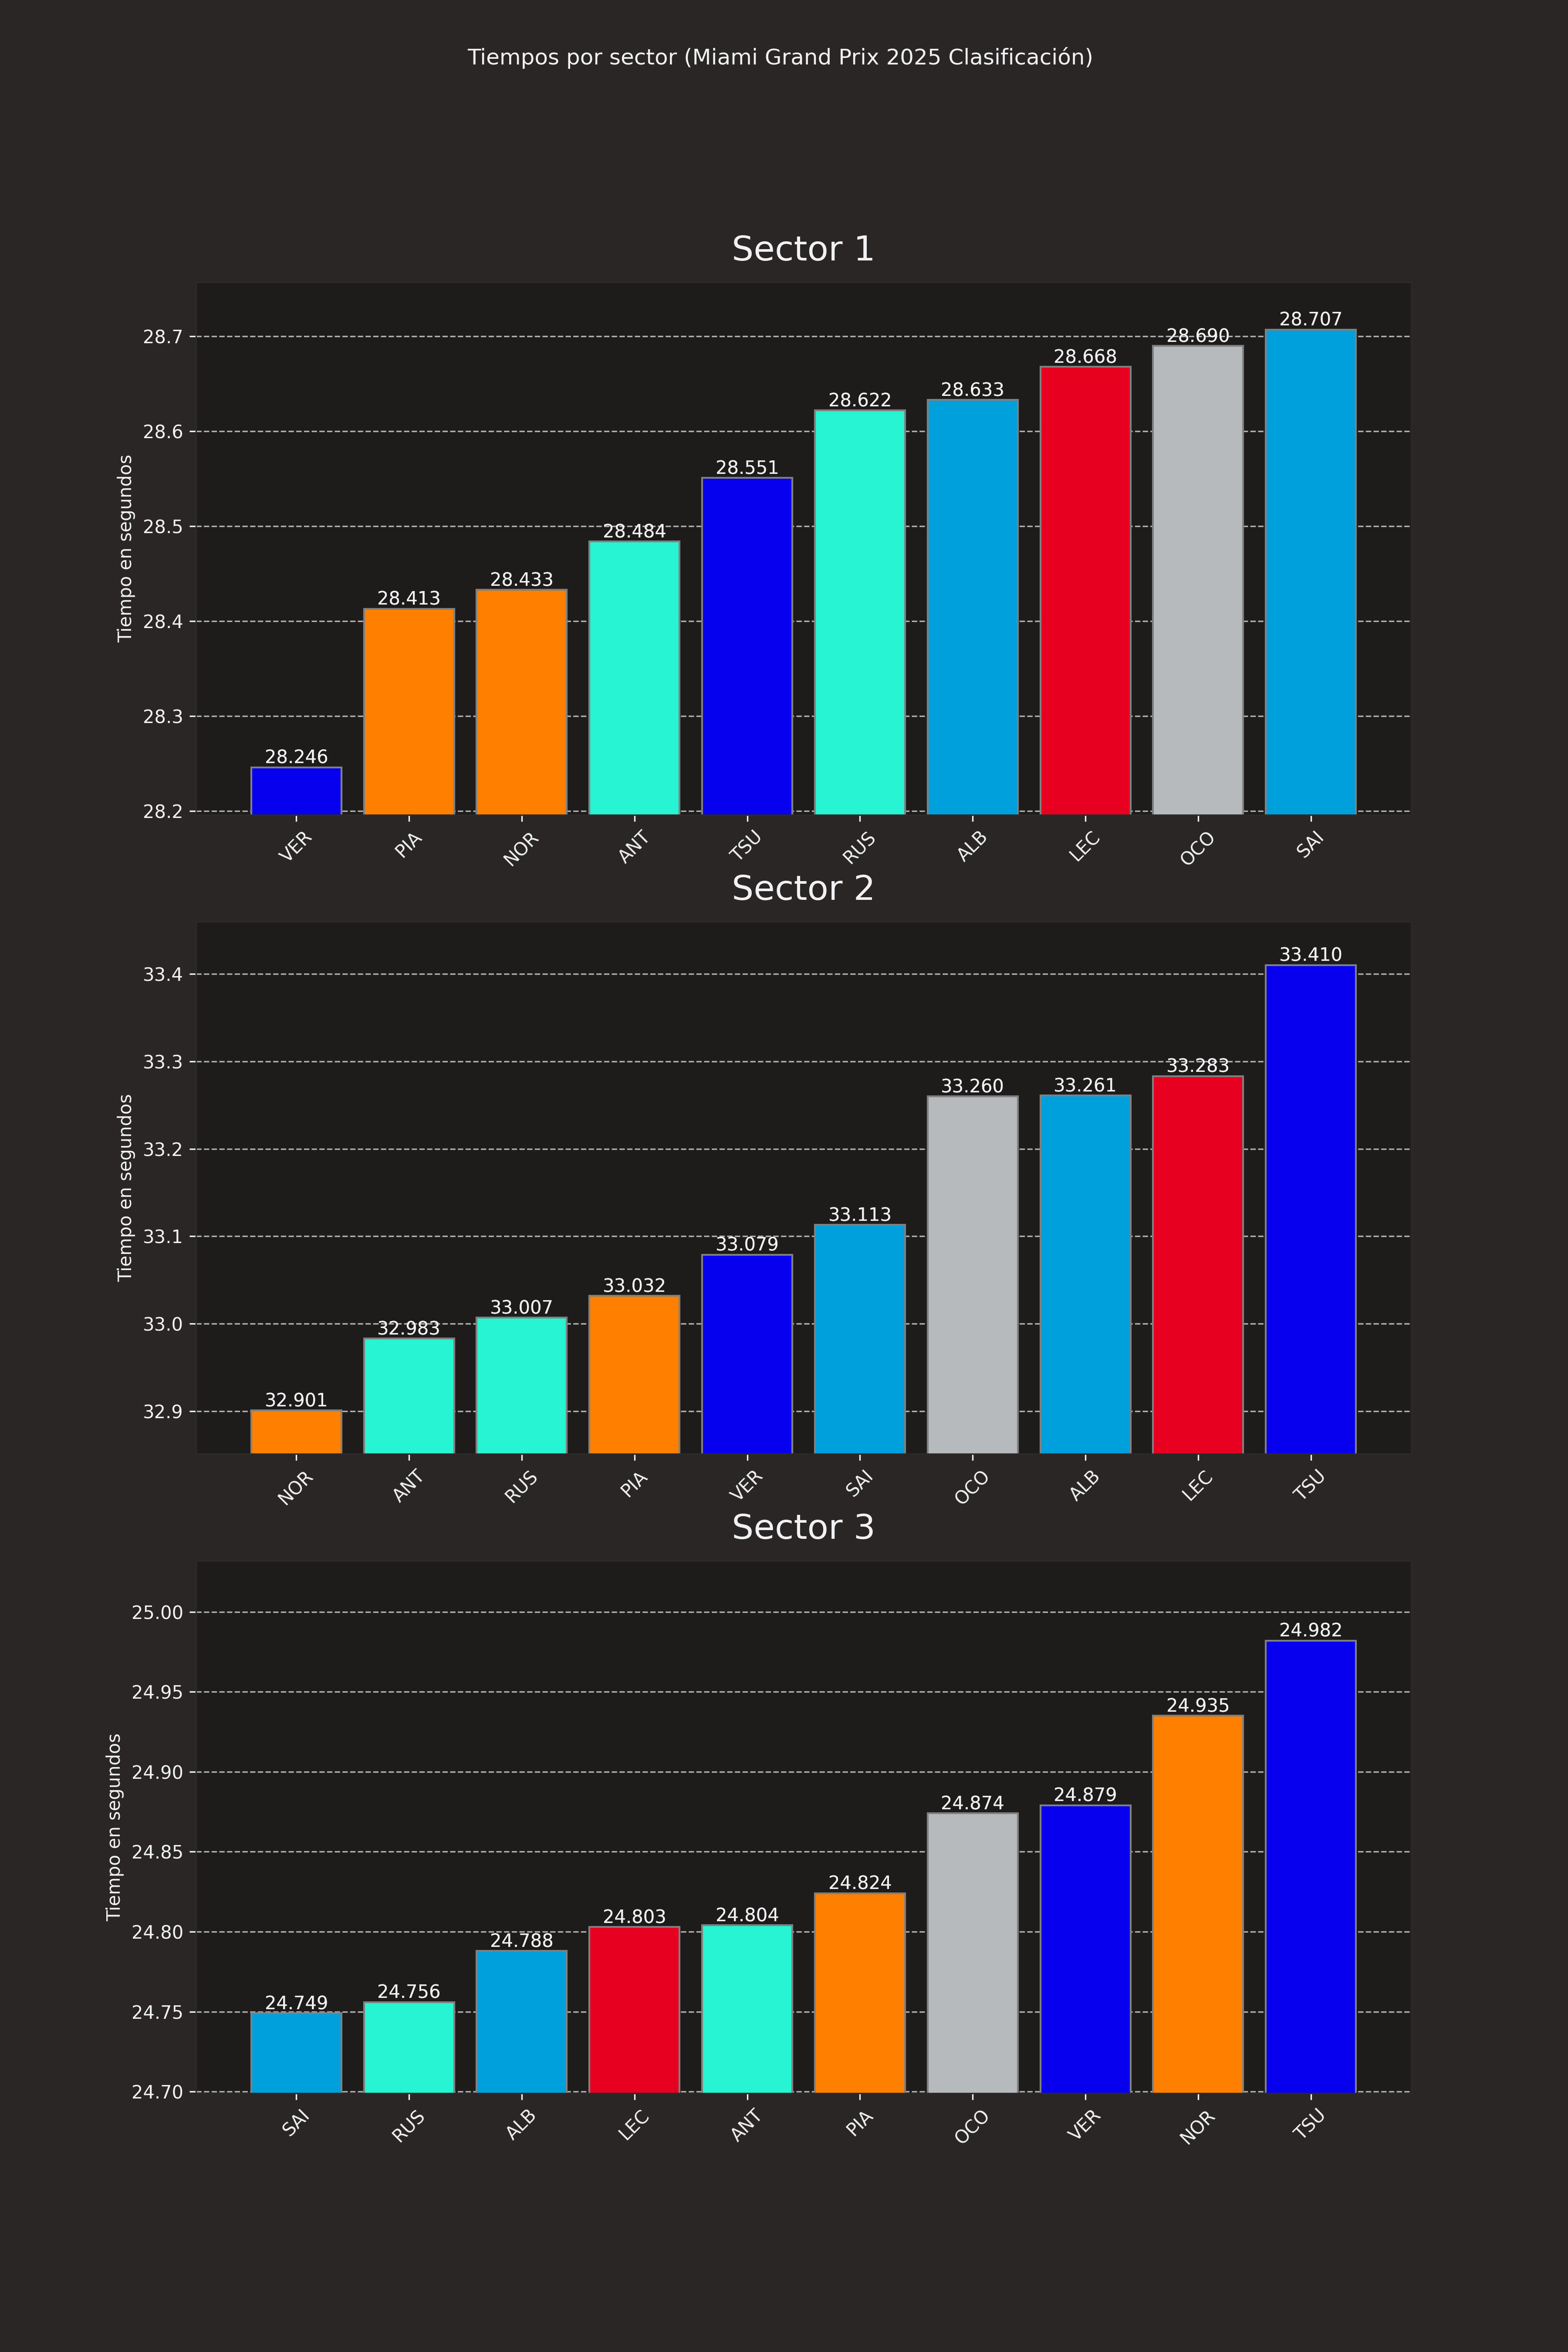 Tiempos por sector (Miami Grand Prix 2025 Clasificación)
Sector 1
Tiempo en segundos
28.7
28.6
28.5
28.4
28.3
28.2
28.246
28.413
28.433
28.484
28.551
28.622
28.633
28.668
28.690
28.707
VER
PIA
NOR
ANT
TSU
RUS
ALB
LEC
OCO
SAI
Sector 2
Tiempo en segundos
33.4
33.3
33.2
33.1
33.0
32.9
32.901
32.983
33.007
33.032
33.079
33.113
33.260
33.261
33.283
33.410
NOR
ANT
RUS
PIA
VER
SAI
OCO
ALB
LEC
TSU
Sector 3
Tiempo en segundos
25.00
24.95
24.90
24.85
24.80
24.75
24.70
24.749
24.756
24.788
24.803
24.804
24.824
24.874
24.879
24.935
24.982
SAI
RUS
ALB
LEC
ANT
PIA
OCO
VER
NOR
TSU